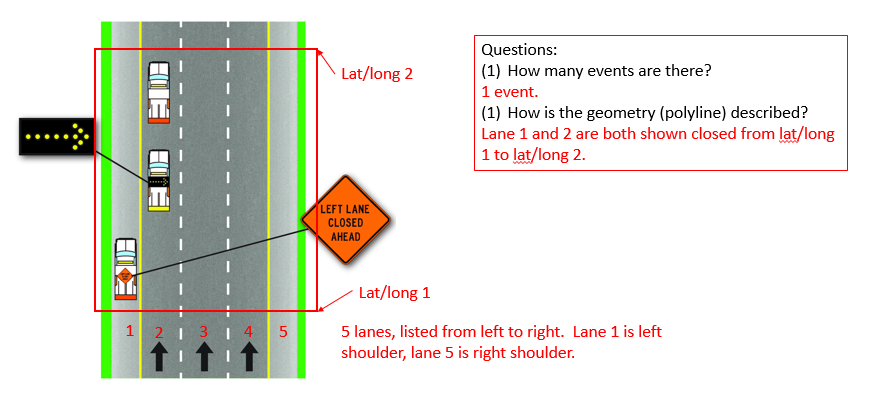 Questions:
(1) How many events are there?
1 event.
(1) How is the geometry (polyline) described?
Lane 1 and 2 are both shown closed from lat/long
1 to lat/long 2.
Lat/long 2
LEFT LANE
CLOSED
AHEAD
Lat/long 1
1 2 3 4 5
5 lanes, listed from left to right.  Lane 1 is left
shoulder, lane 5 is right shoulder.